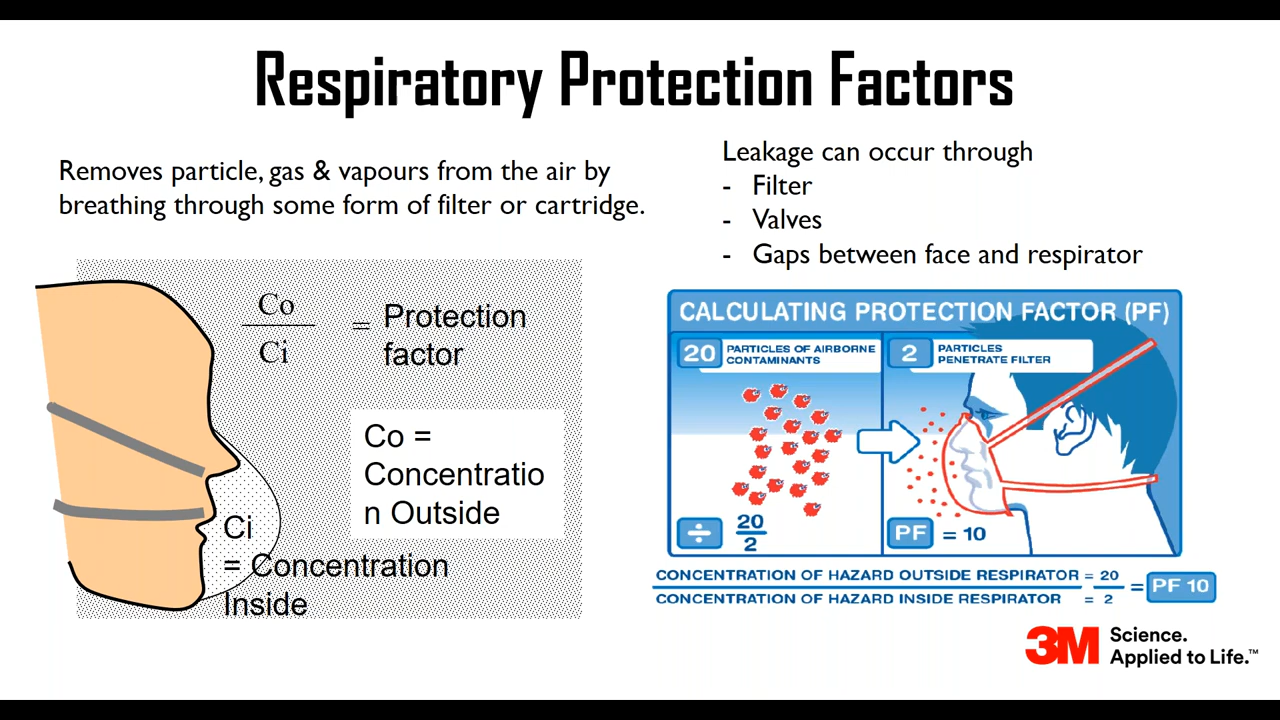 Respiratory Protection Factors
Removes particle, gas & vapours from the air by
breathing through some form of filter or cartridge.
Co
Ci
= Protection
factor
Co =
Concentratio
n Outside
Ci
= Concentration
Inside
Leakage can occur through
- Filter
- Valves
- Gaps between face and respirator
CALCULATING PROTECTION FACTOR (PF)
20 PARTICLES OF AIRBORNE
CONTAMINANTS
2 PARTICLES
PENETRATE FILTER
÷ 20
2
PF = 10
CONCENTRATION OF HAZARD OUTSIDE RESPIRATOR = 20
CONCENTRATION OF HAZARD INSIDE RESPIRATOR = 2
= PF 10
3M Science.
Applied to Life.™